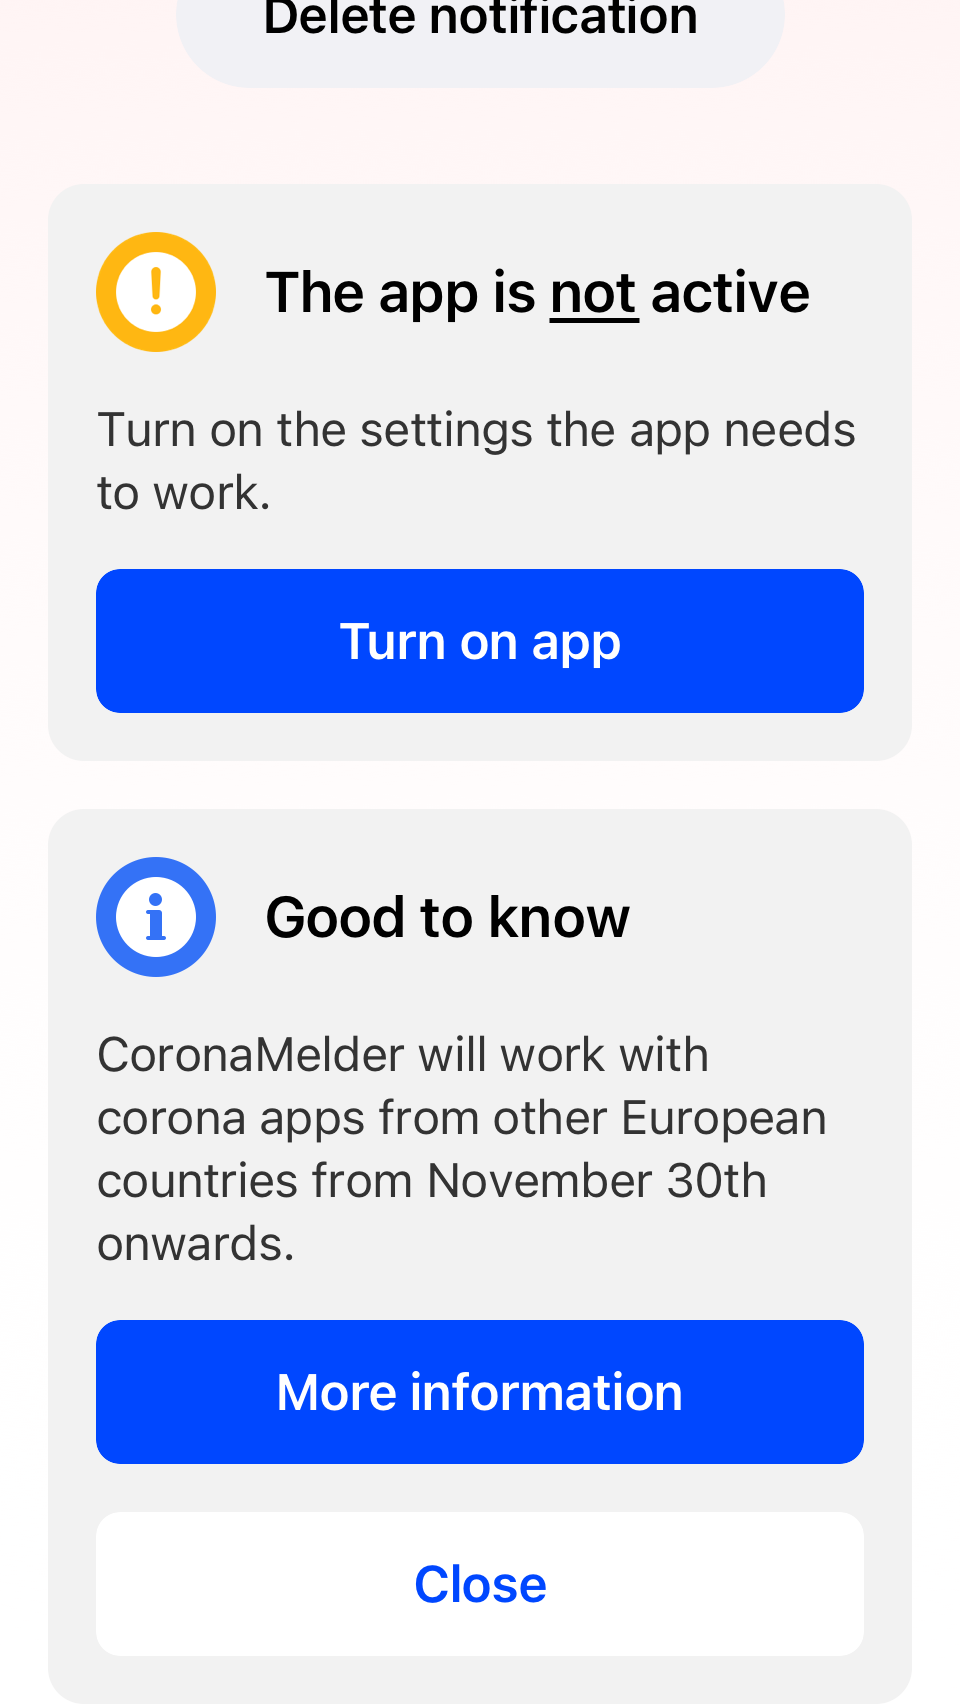 Delete notification
The app is not active
Turn on the settings the app needs
to work.
Turn on app
Good to know
CoronaMelder will work with
corona apps from other European
countries from November 30th
onwards.
More information
Close